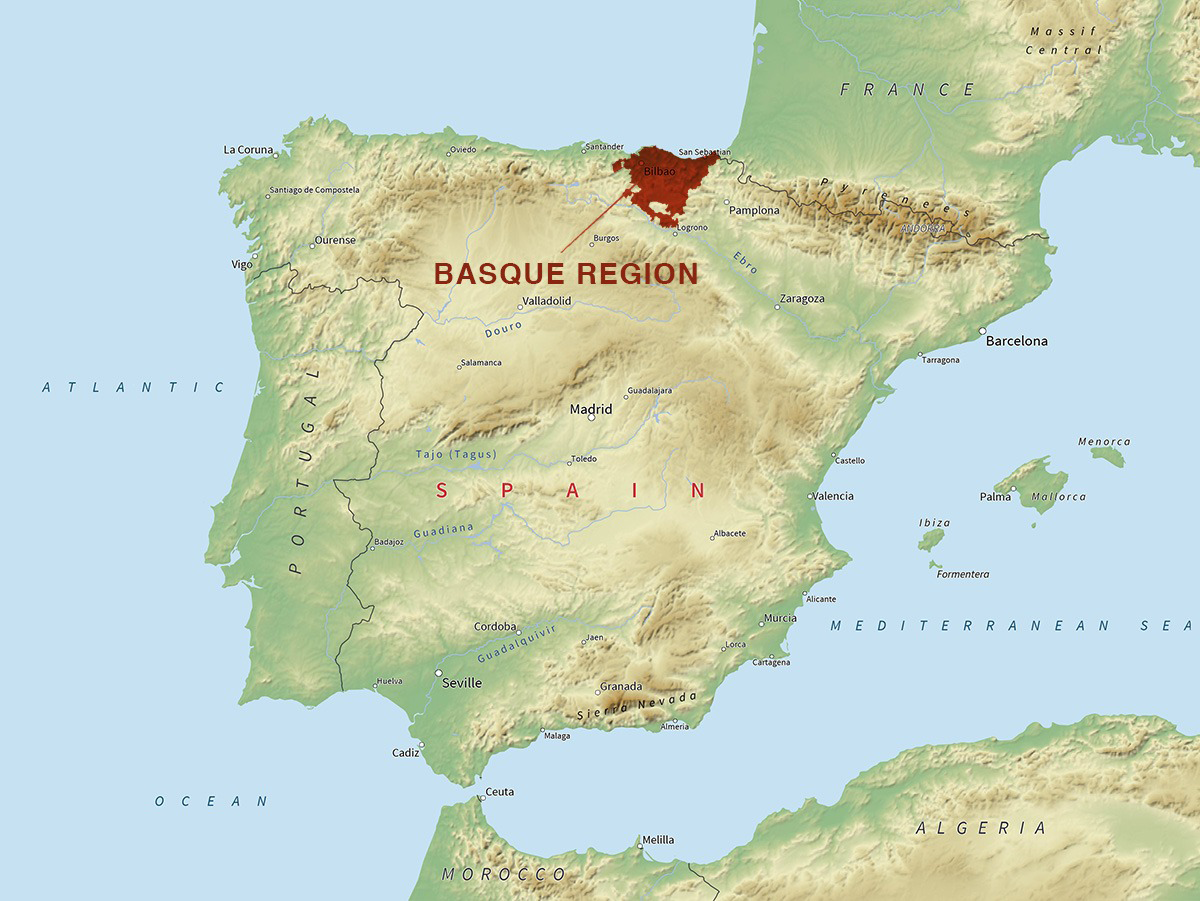 Massif
Central
FRANCE
La Coruna
Oviedo
Santander
San Sebastian
Bilbao
Santiago de Compostela
Pyrenees
Pamplona
ANDORRA
Logrono
Ourense
Burgos
Vigo
Ebro
BASQUE REGION
Valladolid
Zaragoza
Douro
Barcelona
Tarragona
Salamanca
ATLANTIC
Guadalajara
Madrid
PORTUGAL
Menorca
Tajo (Tagus)
Toledo
Castello
SPAIN
Valencia
Palma
Mallorca
Guadiana
Ibiza
Badajoz
Albacete
Formentera
Alicante
Murcia
MEDITERRANEAN SEA
Cordoba
Guadalquivir
Jaen
Lorca
Cartagena
Huelva
Seville
Granada
Sierra Nevada
Almeria
Malaga
Cadiz
Ceuta
OCEAN
ALGERIA
Melilla
MOROCCO